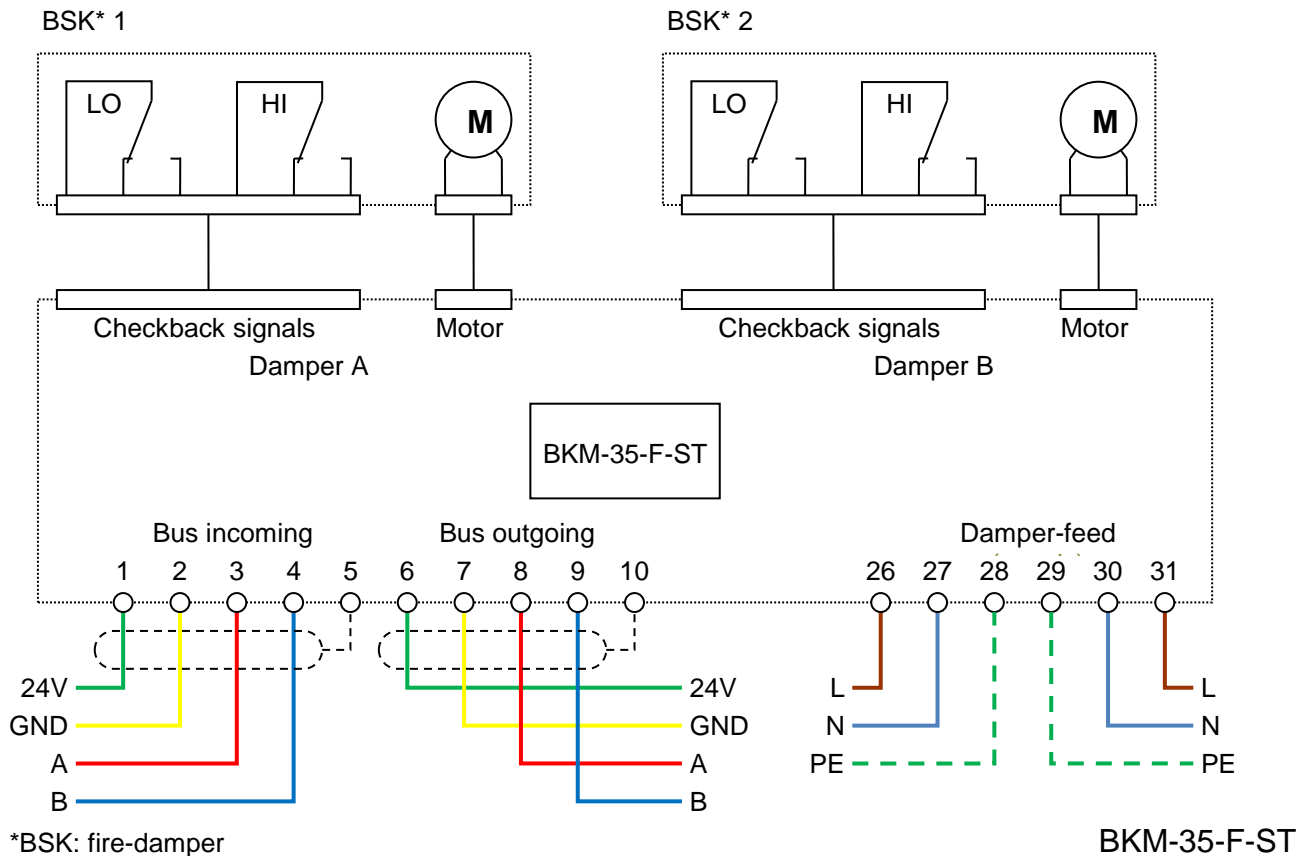 BSK* 1 BSK* 2
LO HI M LO HI M
Checkback signals Motor Checkback signals Motor
Damper A Damper B
BKM-35-F-ST
Bus incoming Bus outgoing Damper-feed
1 2 3 4 5 6 7 8 9 10 26 27 28 29 30 31
24V 24V L L
GND GND N N
A A PE PE
B B
*BSK: fire-damper BKM-35-F-ST